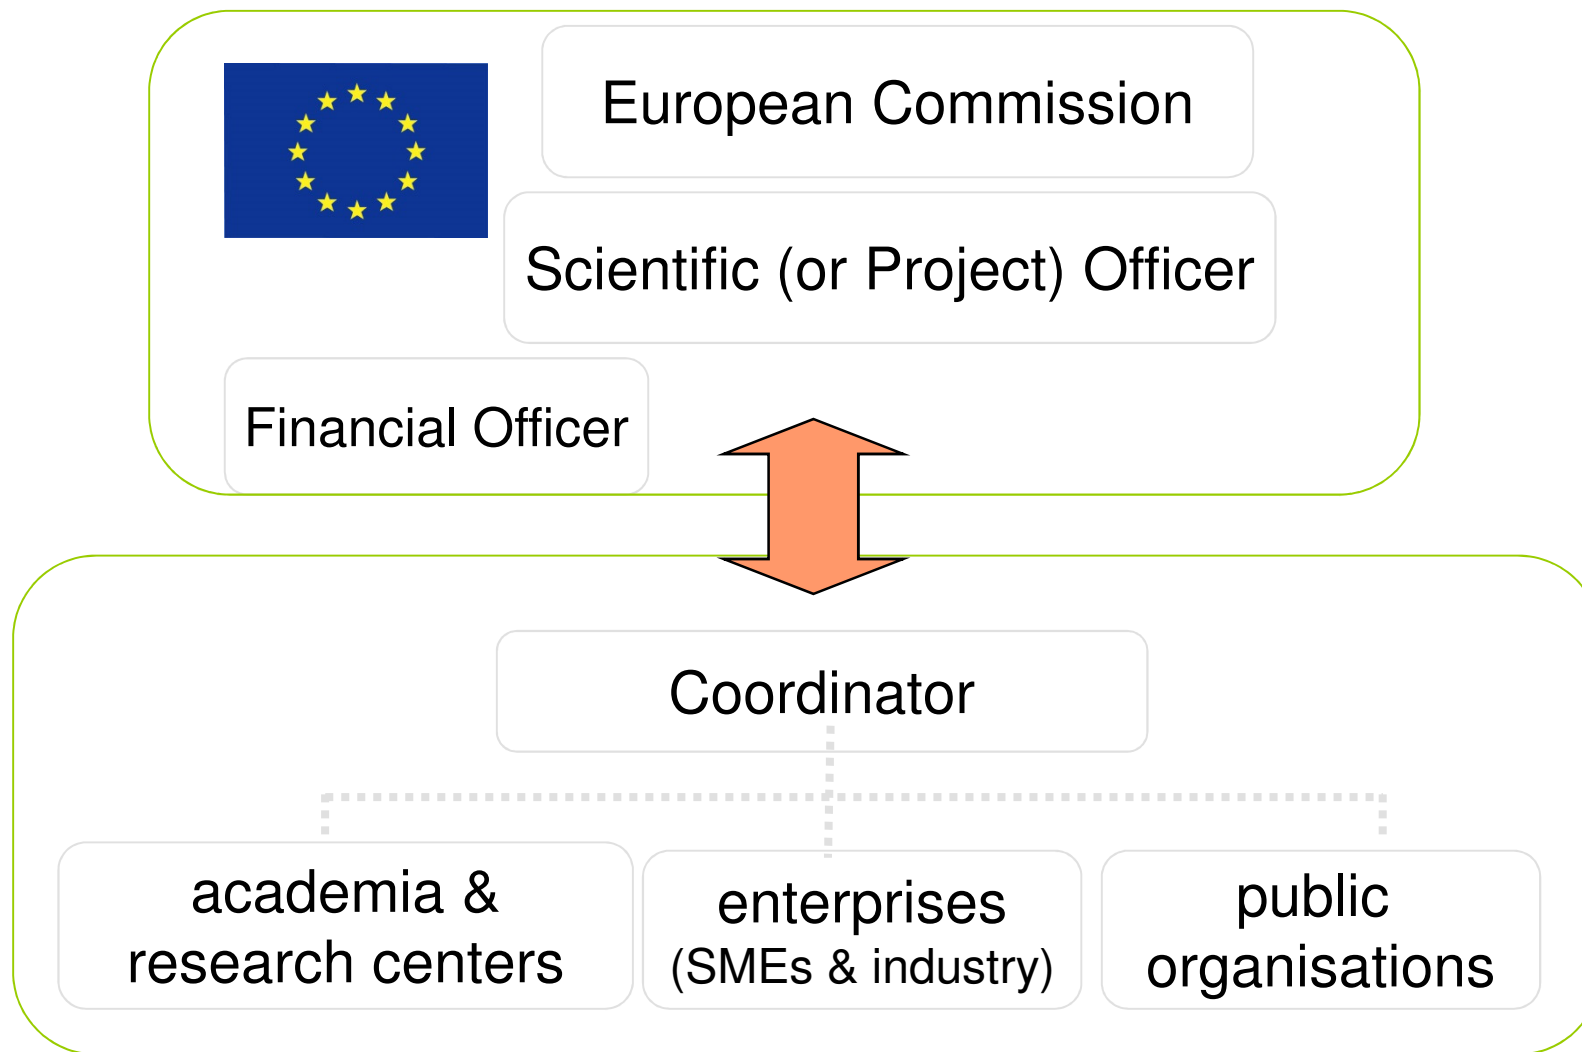 European Commission
Scientific (or Project) Officer
Financial Officer
Coordinator
academia &
research centers
enterprises
(SMEs & industry)
public
organisations